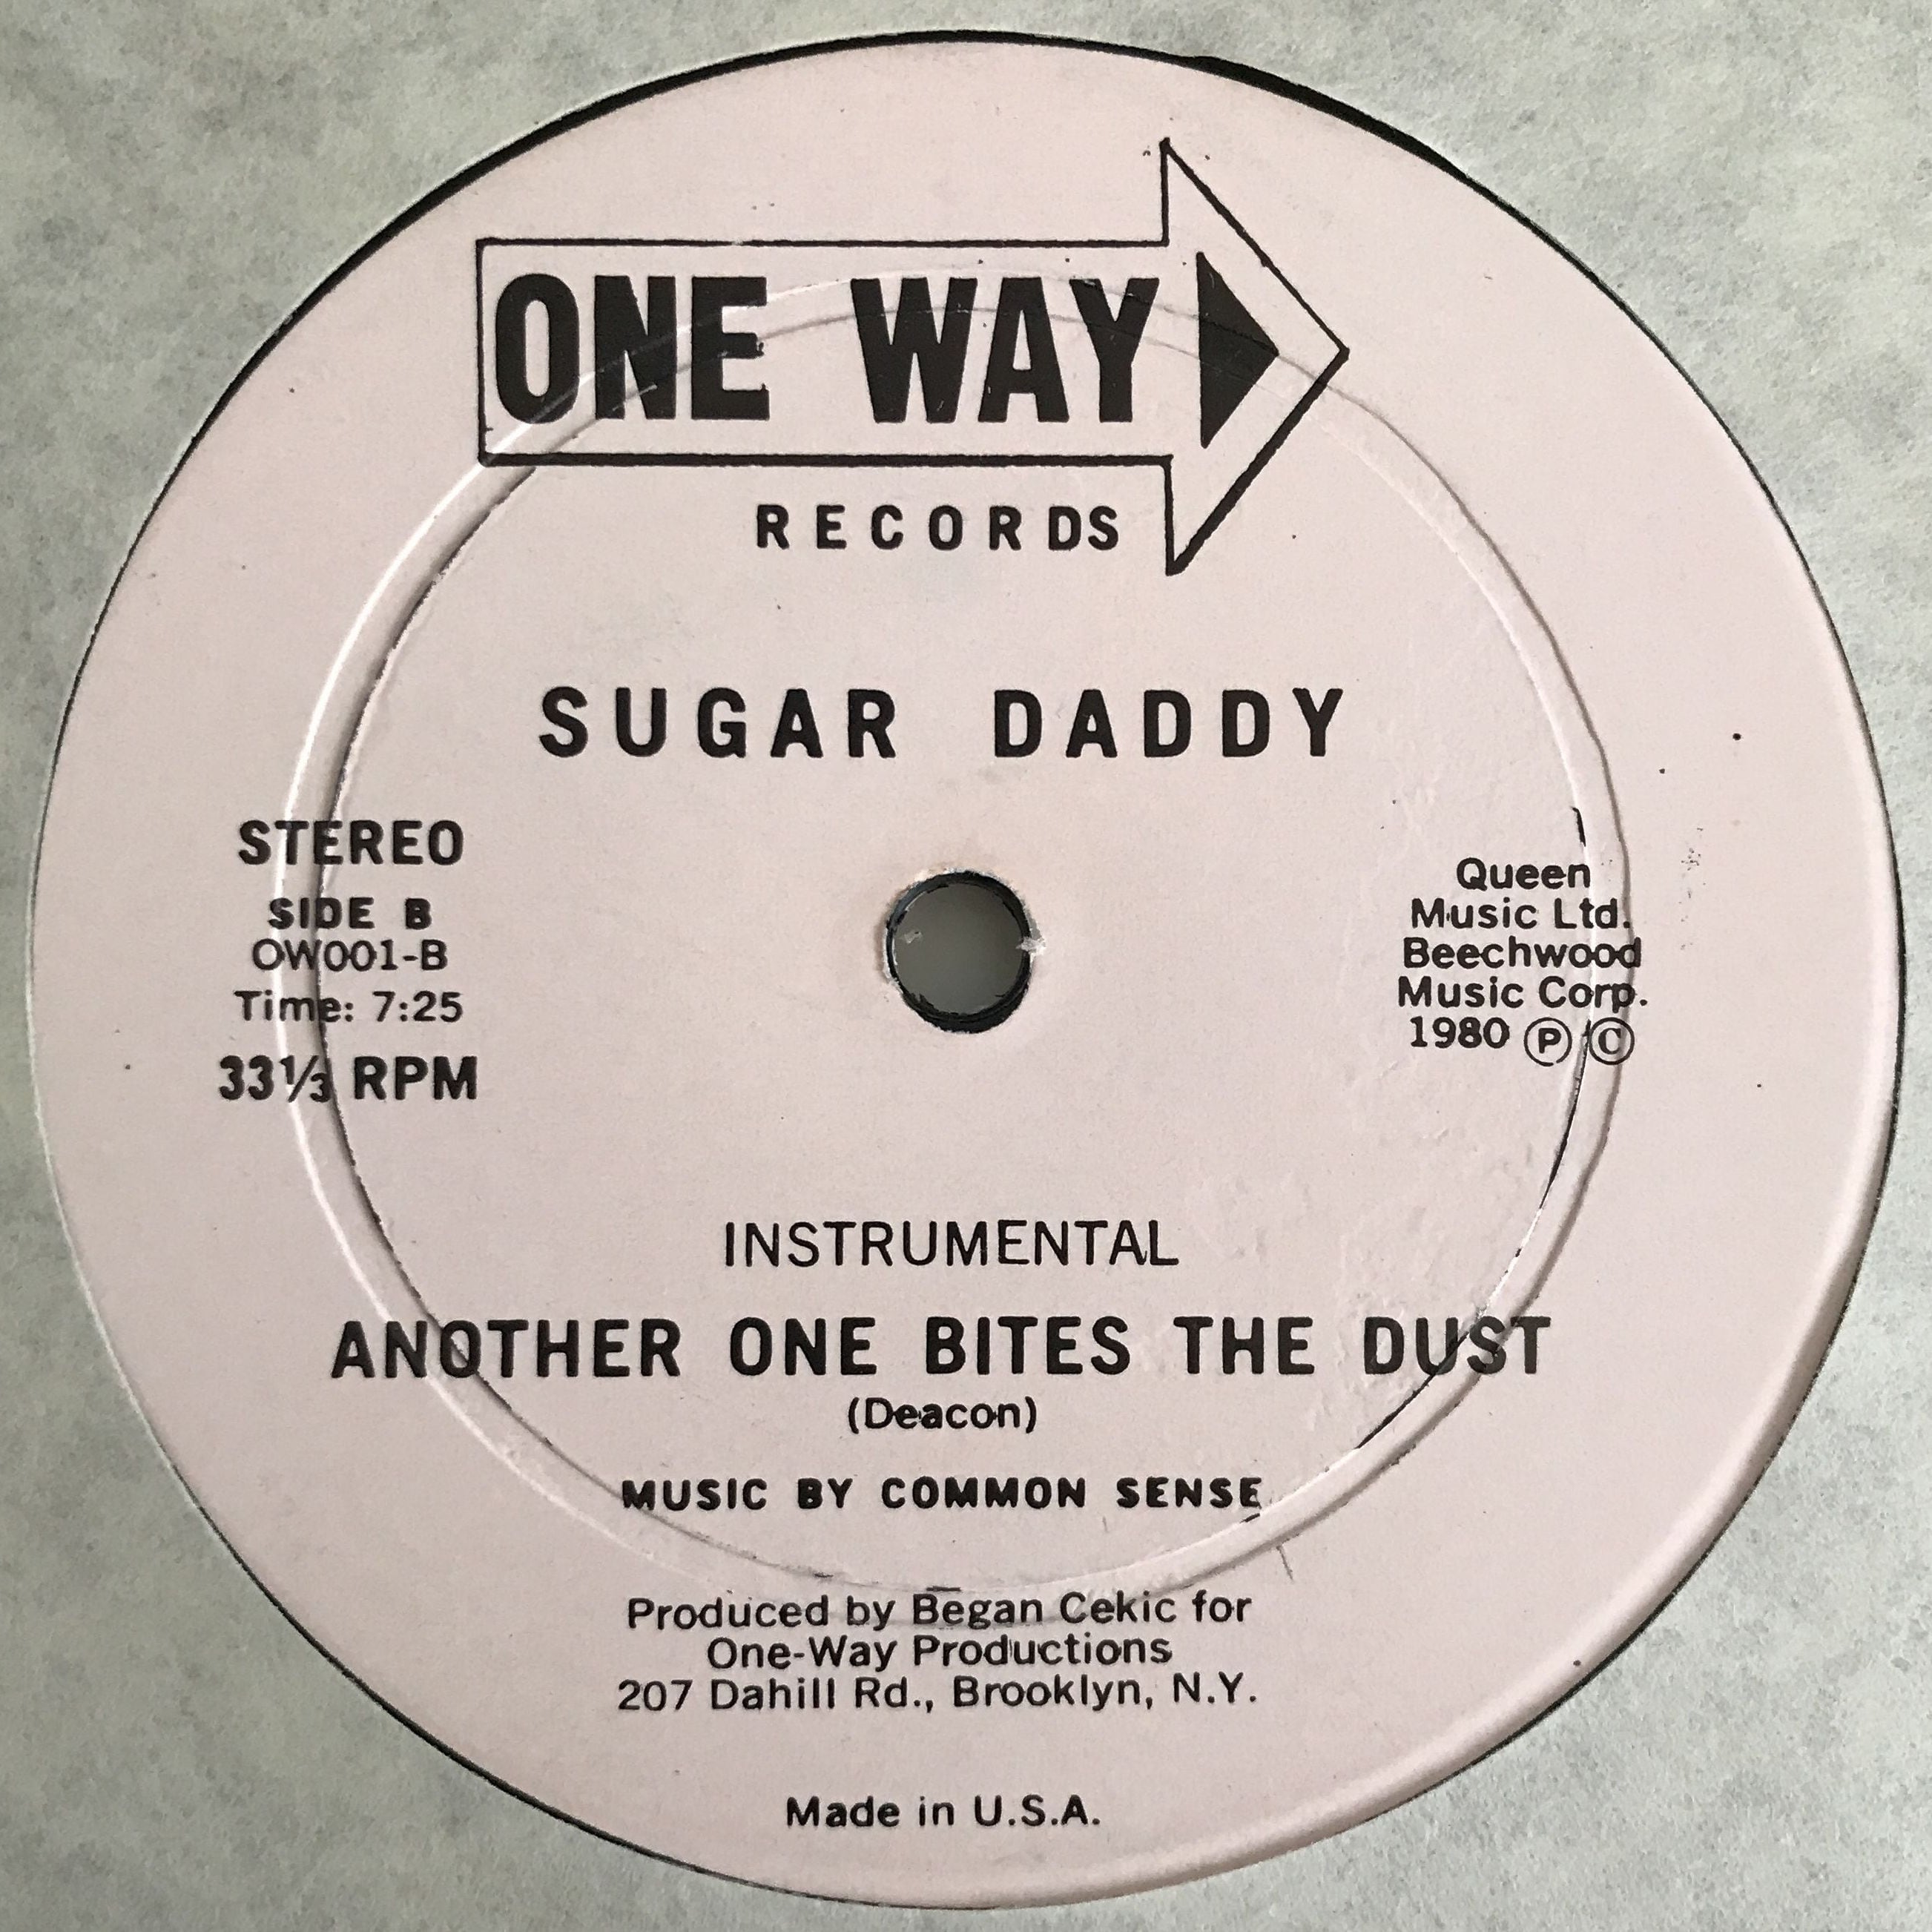 ONE WAY
RECORDS
SUGAR DADDY
STEREO
SIDE B
OW001-B
Time: 7:25
33⅓ RPM
Queen
Music Ltd.
Beechwood
Music Corp.
1980 Ⓟ Ⓒ
INSTRUMENTAL
ANOTHER ONE BITES THE DUST
(Deacon)
MUSIC BY COMMON SENSE
Produced by Began Cekic for
One-Way Productions
207 Dahill Rd., Brooklyn, N.Y.
Made in U.S.A.